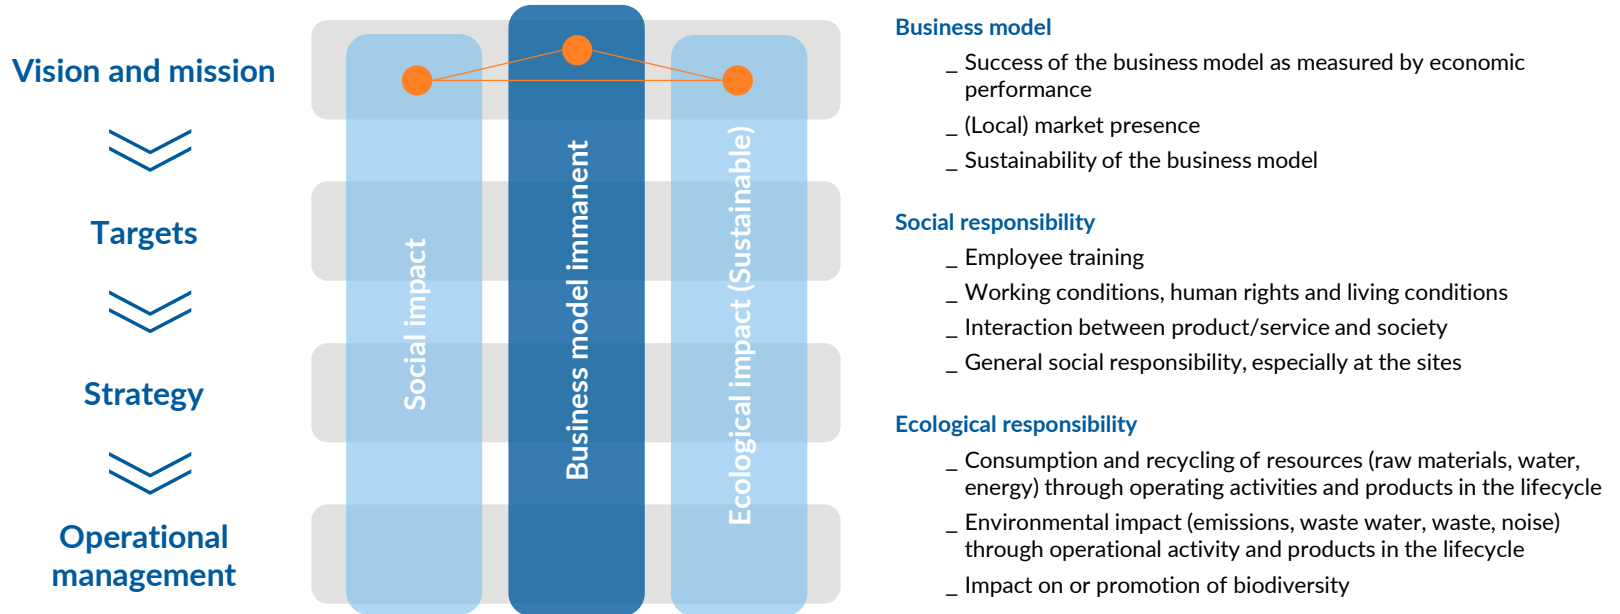 Vision and mission
Targets
Strategy
Operational
management
Social impact
Business model immanent
Ecological impact (Sustainable)
Business model
_ Success of the business model as measured by economic
performance
_ (Local) market presence
_ Sustainability of the business model
Social responsibility
_ Employee training
_ Working conditions, human rights and living conditions
_ Interaction between product/service and society
_ General social responsibility, especially at the sites
Ecological responsibility
_ Consumption and recycling of resources (raw materials, water,
energy) through operating activities and products in the lifecycle
_ Environmental impact (emissions, waste water, waste, noise)
through operational activity and products in the lifecycle
_ Impact on or promotion of biodiversity